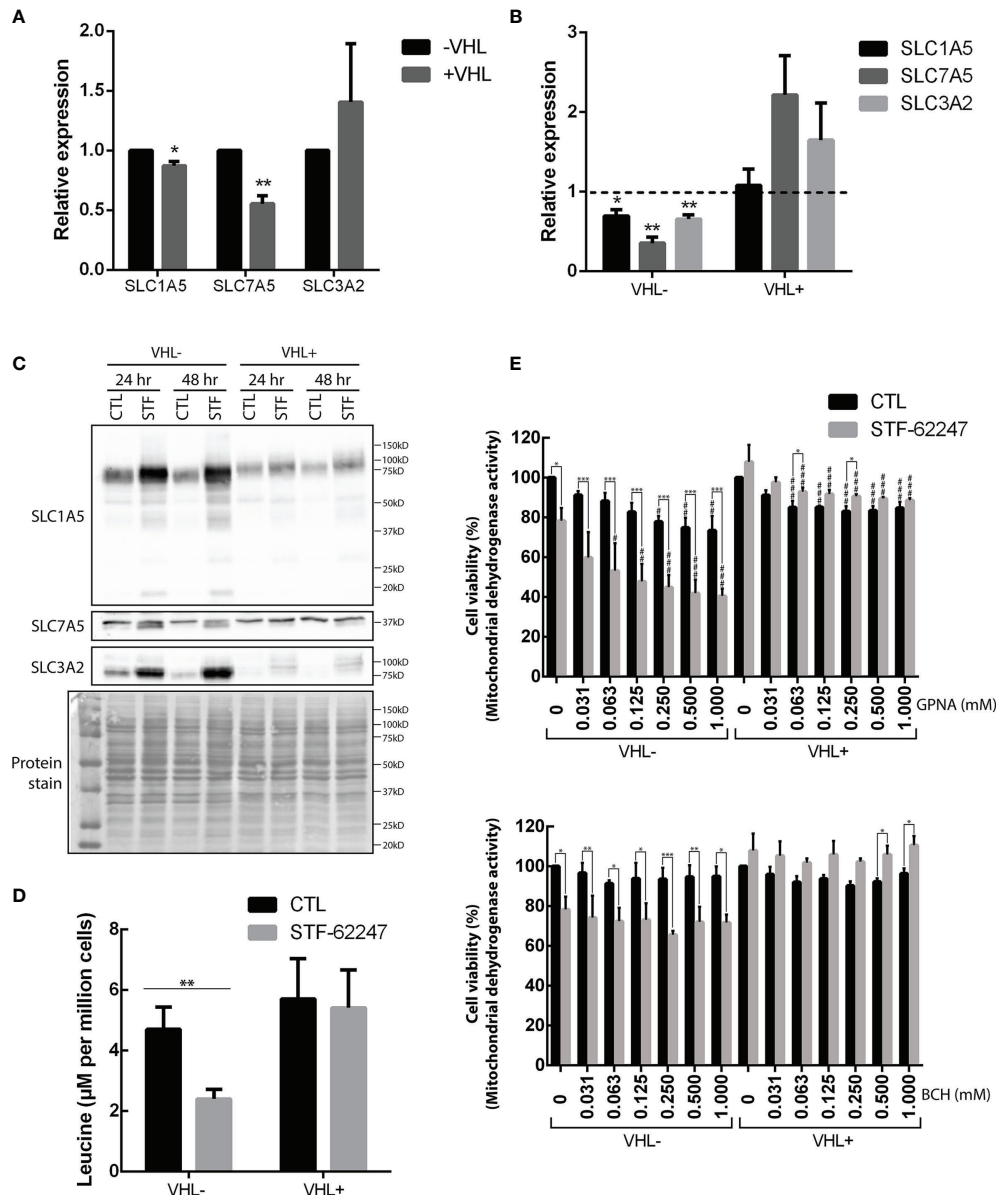 A
2.0
1.5
1.0
0.5
0.0
Relative expression
-VHL
+VHL
*
**
SLC1A5 SLC7A5 SLC3A2
B
3
2
1
0
Relative expression
SLC1A5
SLC7A5
SLC3A2
* ** **
VHL- VHL+
C
VHL- VHL+
24 hr 48 hr 24 hr 48 hr
CTL STF CTL STF CTL STF CTL STF
SLC1A5
150kD
100kD
75kD
50kD
37kD
25kD
20kD
SLC7A5
37kD
SLC3A2
100kD
75kD
Protein
stain
150kD
100kD
75kD
50kD
37kD
25kD
20kD
D
CTL
STF-62247
8
6
4
2
0
Leucine (µM per million cells)
**
VHL- VHL+
E
CTL
STF-62247
120
100
80
60
40
20
0
Cell viability (%)
(Mitochondrial dehydrogenase activity)
* *** *** *** *** *** *** * * *
0 0.031 0.063 0.125 0.250 0.500 1.000 0 0.031 0.063 0.125 0.250 0.500 1.000
GPNA (mM)
VHL- VHL+
120
100
80
60
40
20
0
Cell viability (%)
(Mitochondrial dehydrogenase activity)
* ** * * *** ** * * *
0 0.031 0.063 0.125 0.250 0.500 1.000 0 0.031 0.063 0.125 0.250 0.500 1.000
BCH (mM)
VHL- VHL+